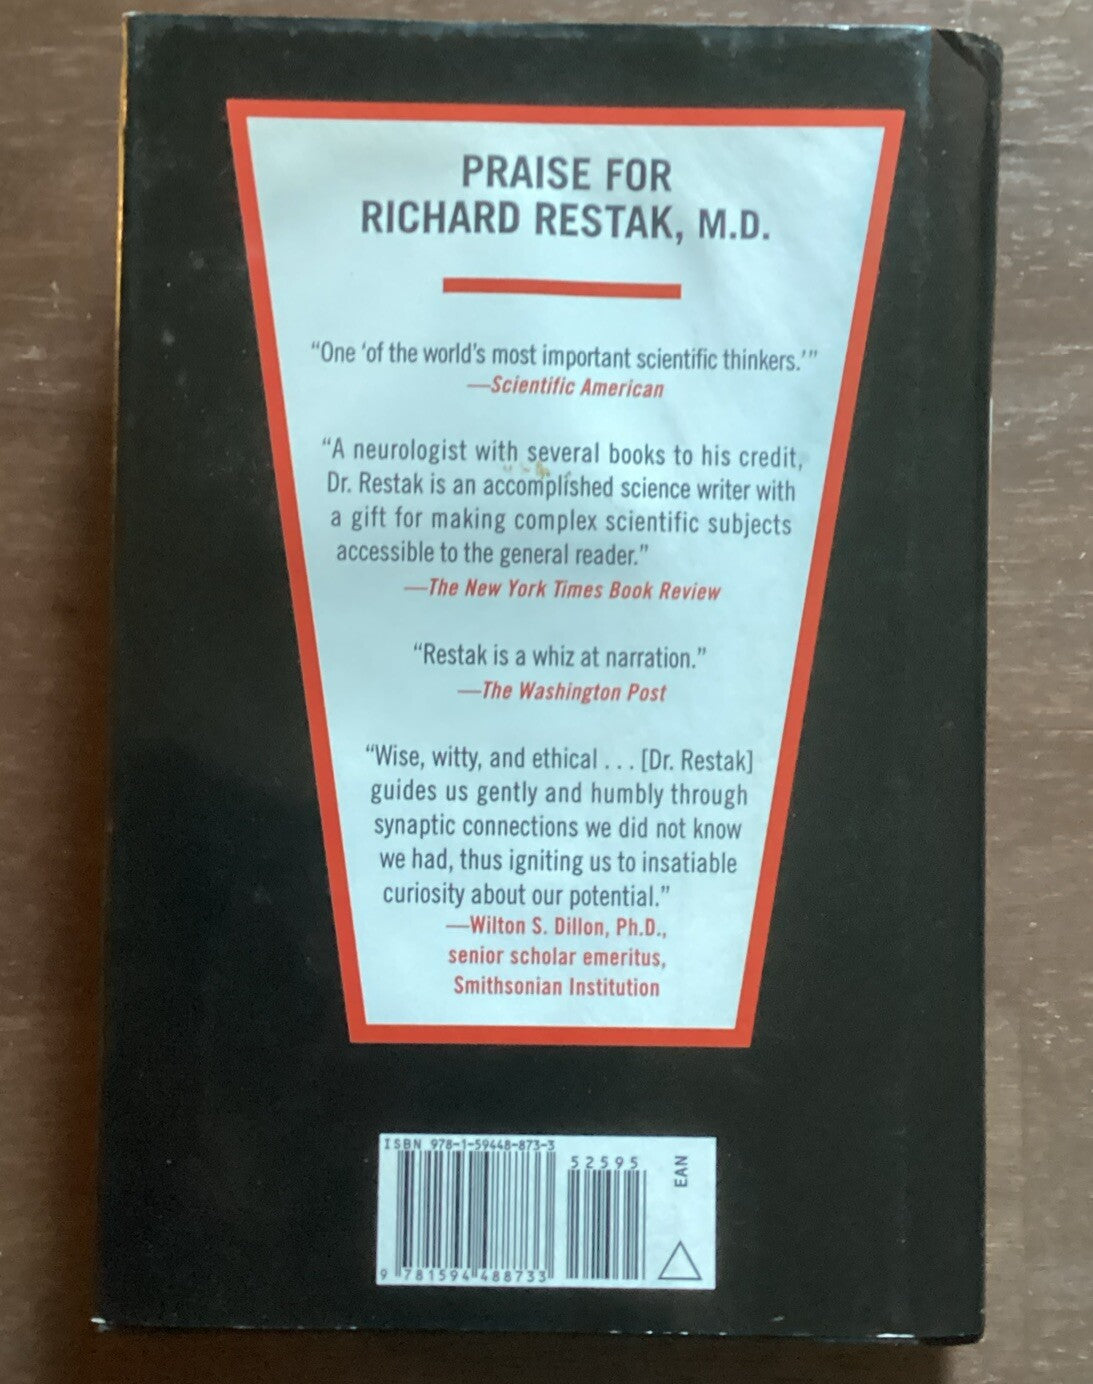 PRAISE FOR
RICHARD RESTAK, M.D.
“One ‘of the world’s most important scientific thinkers.’”
—Scientific American
“A neurologist with several books to his credit,
Dr. Restak is an accomplished science writer with
a gift for making complex scientific subjects
accessible to the general reader.”
—The New York Times Book Review
“Restak is a whiz at narration.”
—The Washington Post
“Wise, witty, and ethical . . . [Dr. Restak]
guides us gently and humbly through
synaptic connections we did not know
we had, thus igniting us to insatiable
curiosity about our potential.”
—Wilton S. Dillon, Ph.D.,
senior scholar emeritus,
Smithsonian Institution
ISBN 978-1-59448-873-3
52595
EAN
9 781594 488733